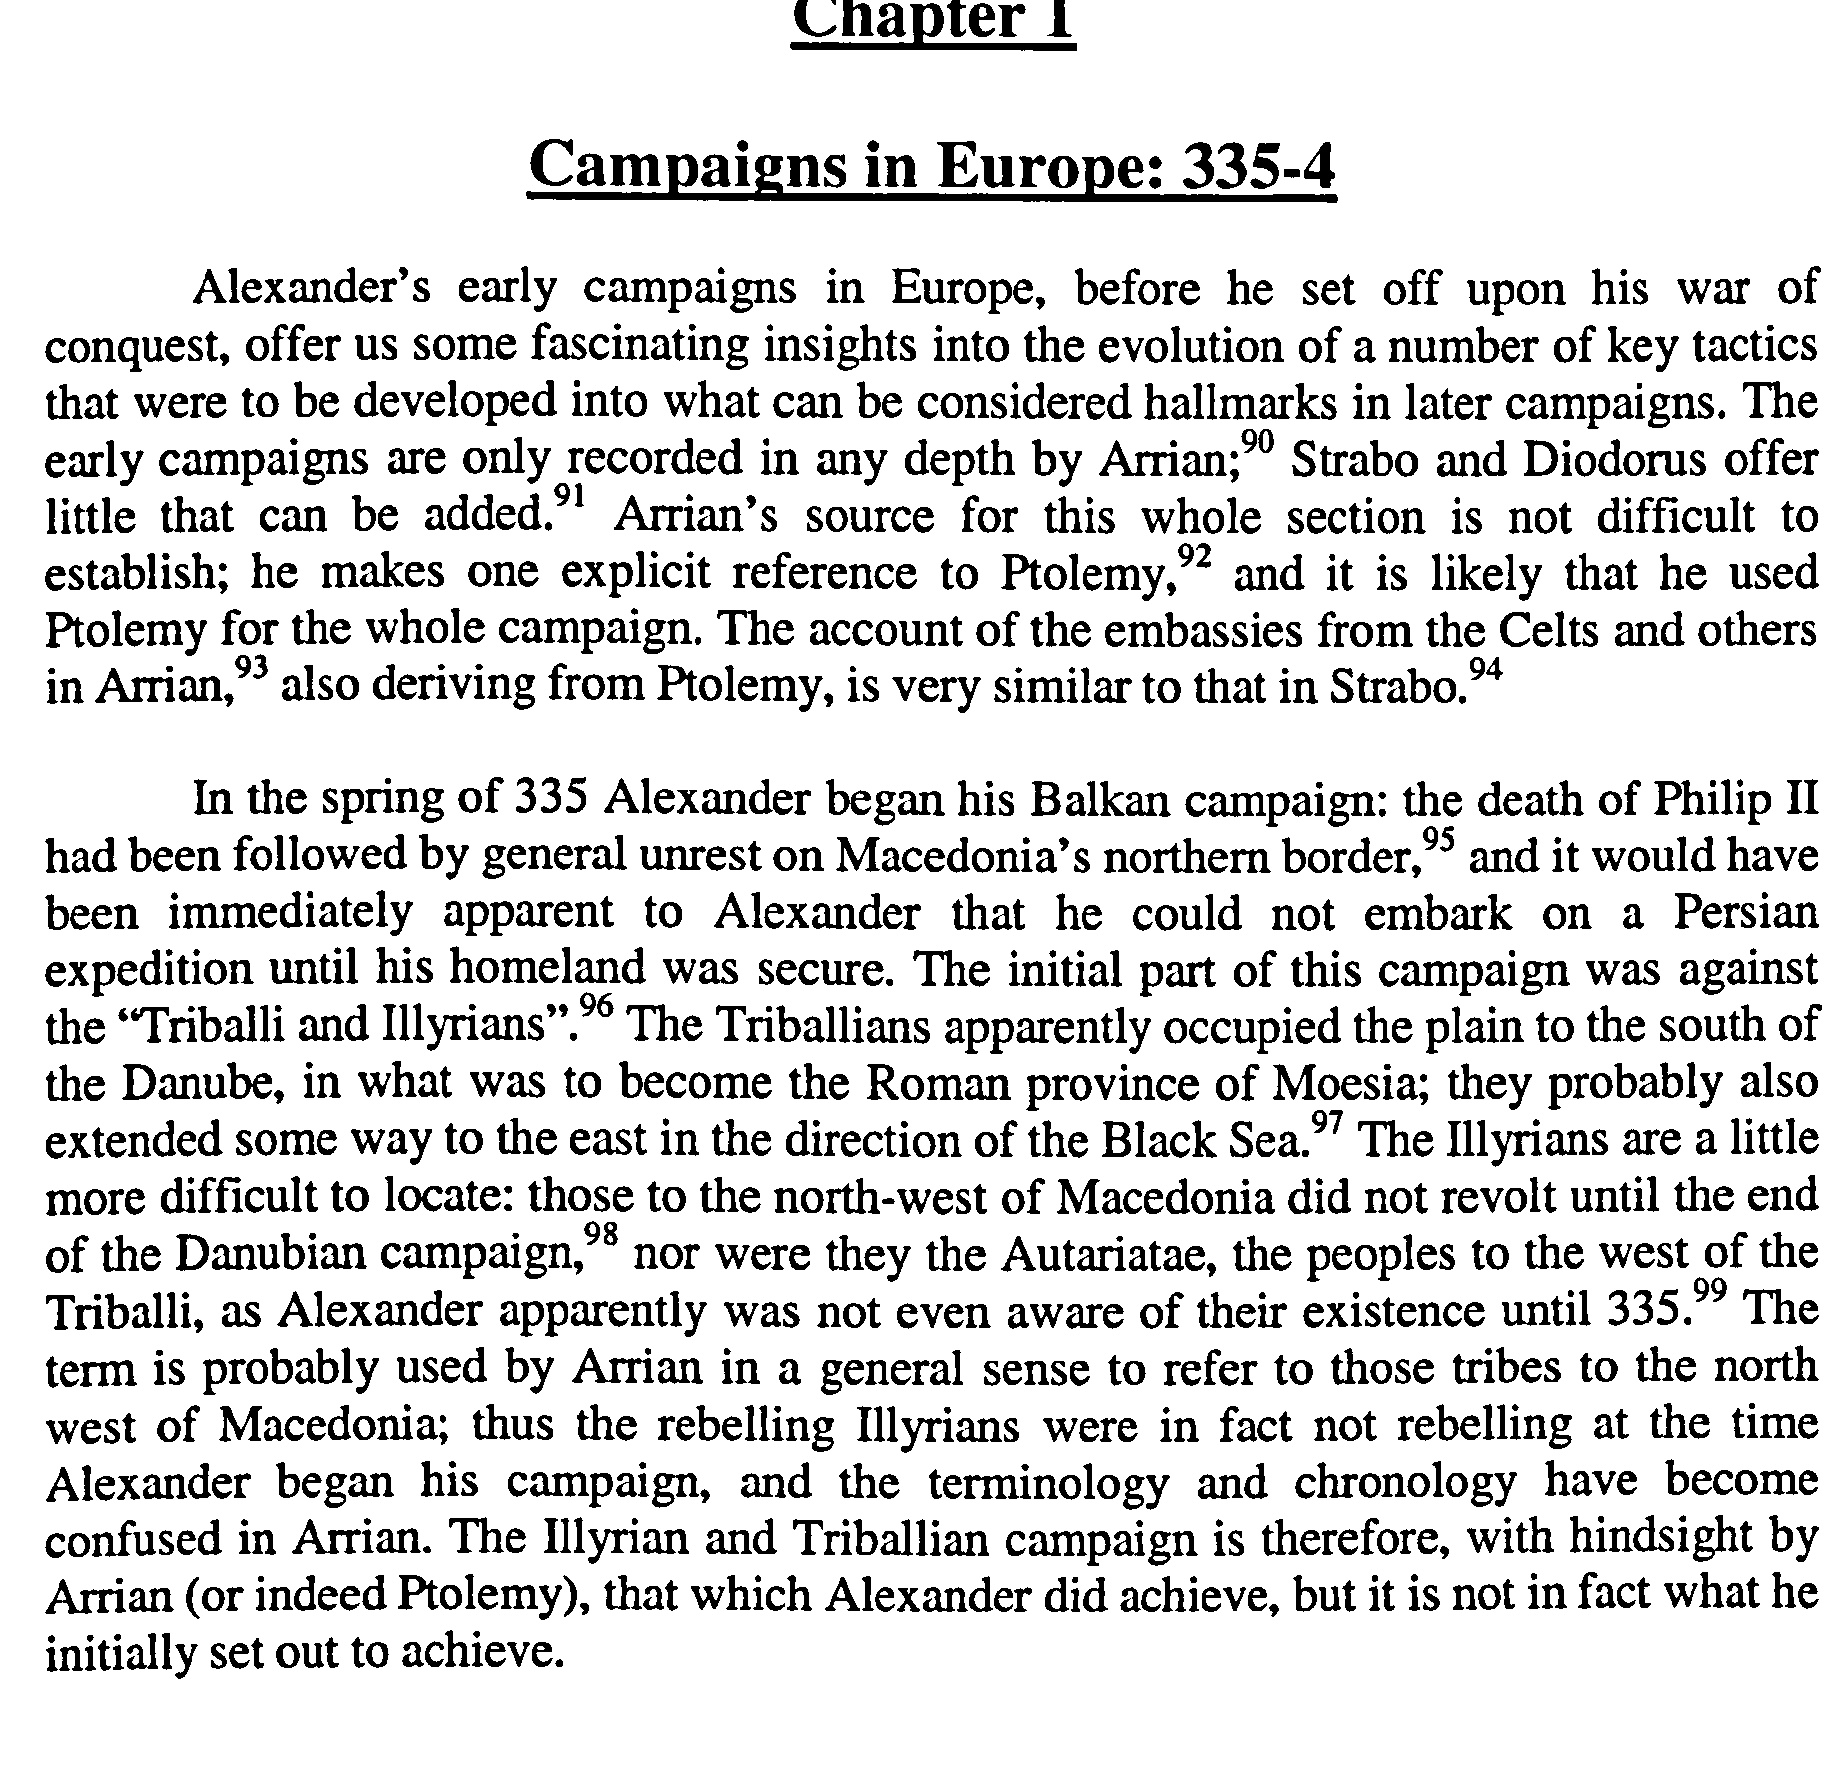 Chapter 1
Campaigns in Europe: 335-4
Alexander’s early campaigns in Europe, before he set off upon his war of
conquest, offer us some fascinating insights into the evolution of a number of key tactics
that were to be developed into what can be considered hallmarks in later campaigns. The
early campaigns are only recorded in any depth by Arrian;90 Strabo and Diodorus offer
little that can be added.91 Arrian’s source for this whole section is not difficult to
establish; he makes one explicit reference to Ptolemy,92 and it is likely that he used
Ptolemy for the whole campaign. The account of the embassies from the Celts and others
in Arrian,93 also deriving from Ptolemy, is very similar to that in Strabo.94
In the spring of 335 Alexander began his Balkan campaign: the death of Philip II
had been followed by general unrest on Macedonia’s northern border,95 and it would have
been immediately apparent to Alexander that he could not embark on a Persian
expedition until his homeland was secure. The initial part of this campaign was against
the “Triballi and Illyrians”.96 The Triballians apparently occupied the plain to the south of
the Danube, in what was to become the Roman province of Moesia; they probably also
extended some way to the east in the direction of the Black Sea.97 The Illyrians are a little
more difficult to locate: those to the north-west of Macedonia did not revolt until the end
of the Danubian campaign,98 nor were they the Autariatae, the peoples to the west of the
Triballi, as Alexander apparently was not even aware of their existence until 335.99 The
term is probably used by Arrian in a general sense to refer to those tribes to the north
west of Macedonia; thus the rebelling Illyrians were in fact not rebelling at the time
Alexander began his campaign, and the terminology and chronology have become
confused in Arrian. The Illyrian and Triballian campaign is therefore, with hindsight by
Arrian (or indeed Ptolemy), that which Alexander did achieve, but it is not in fact what he
initially set out to achieve.